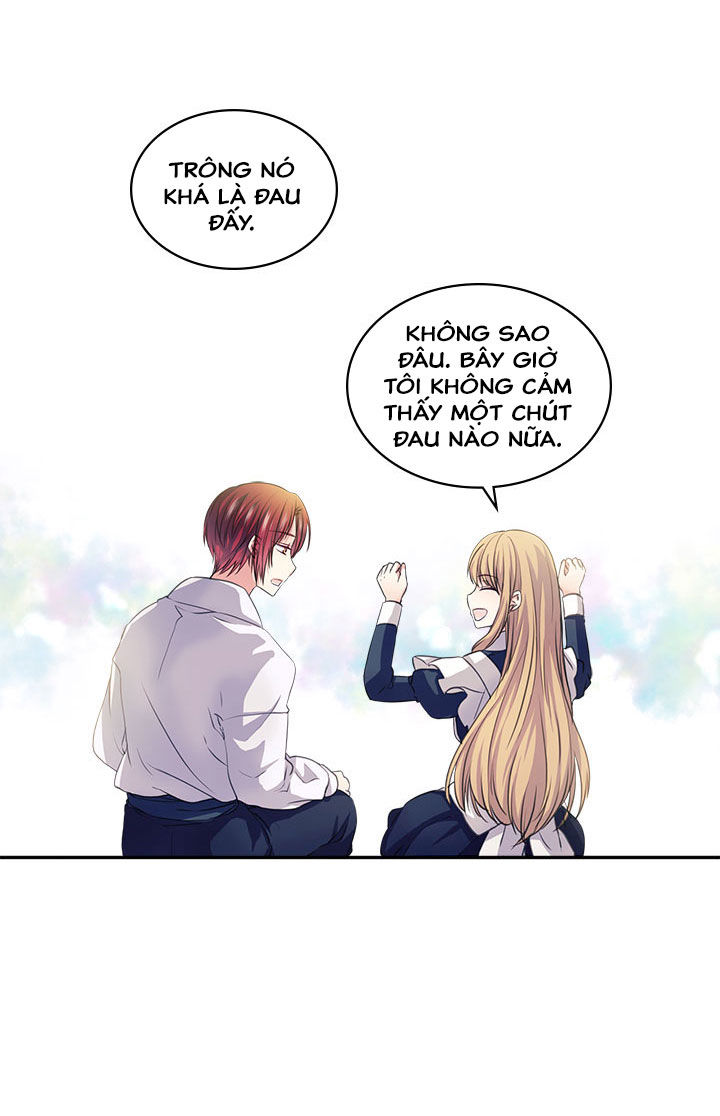 TRÔNG NÓ
KHÁ LÀ ĐAU
ĐẤY.
KHÔNG SAO
ĐÂU. BÂY GIỜ
TÔI KHÔNG CẢM
THẤY MỘT CHÚT
ĐAU NÀO NỮA.